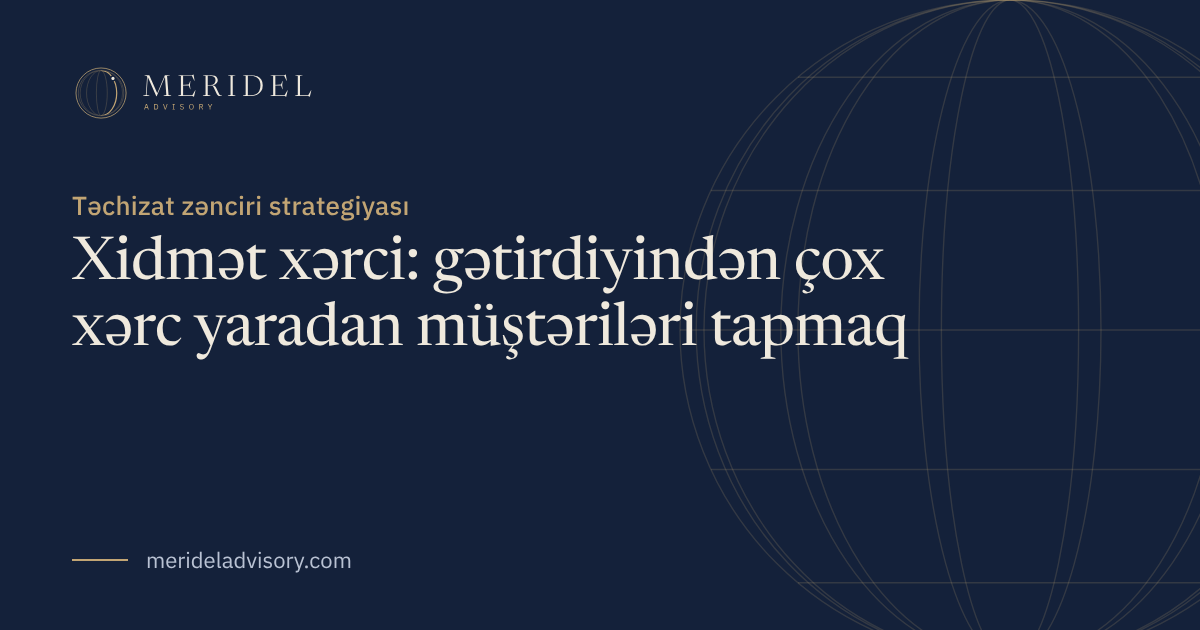 MERIDEL
ADVISORY
Təchizat zənciri strategiyası
Xidmət xərci: gətirdiyindən çox
xərc yaradan müştəriləri tapmaq
merideladvisory.com